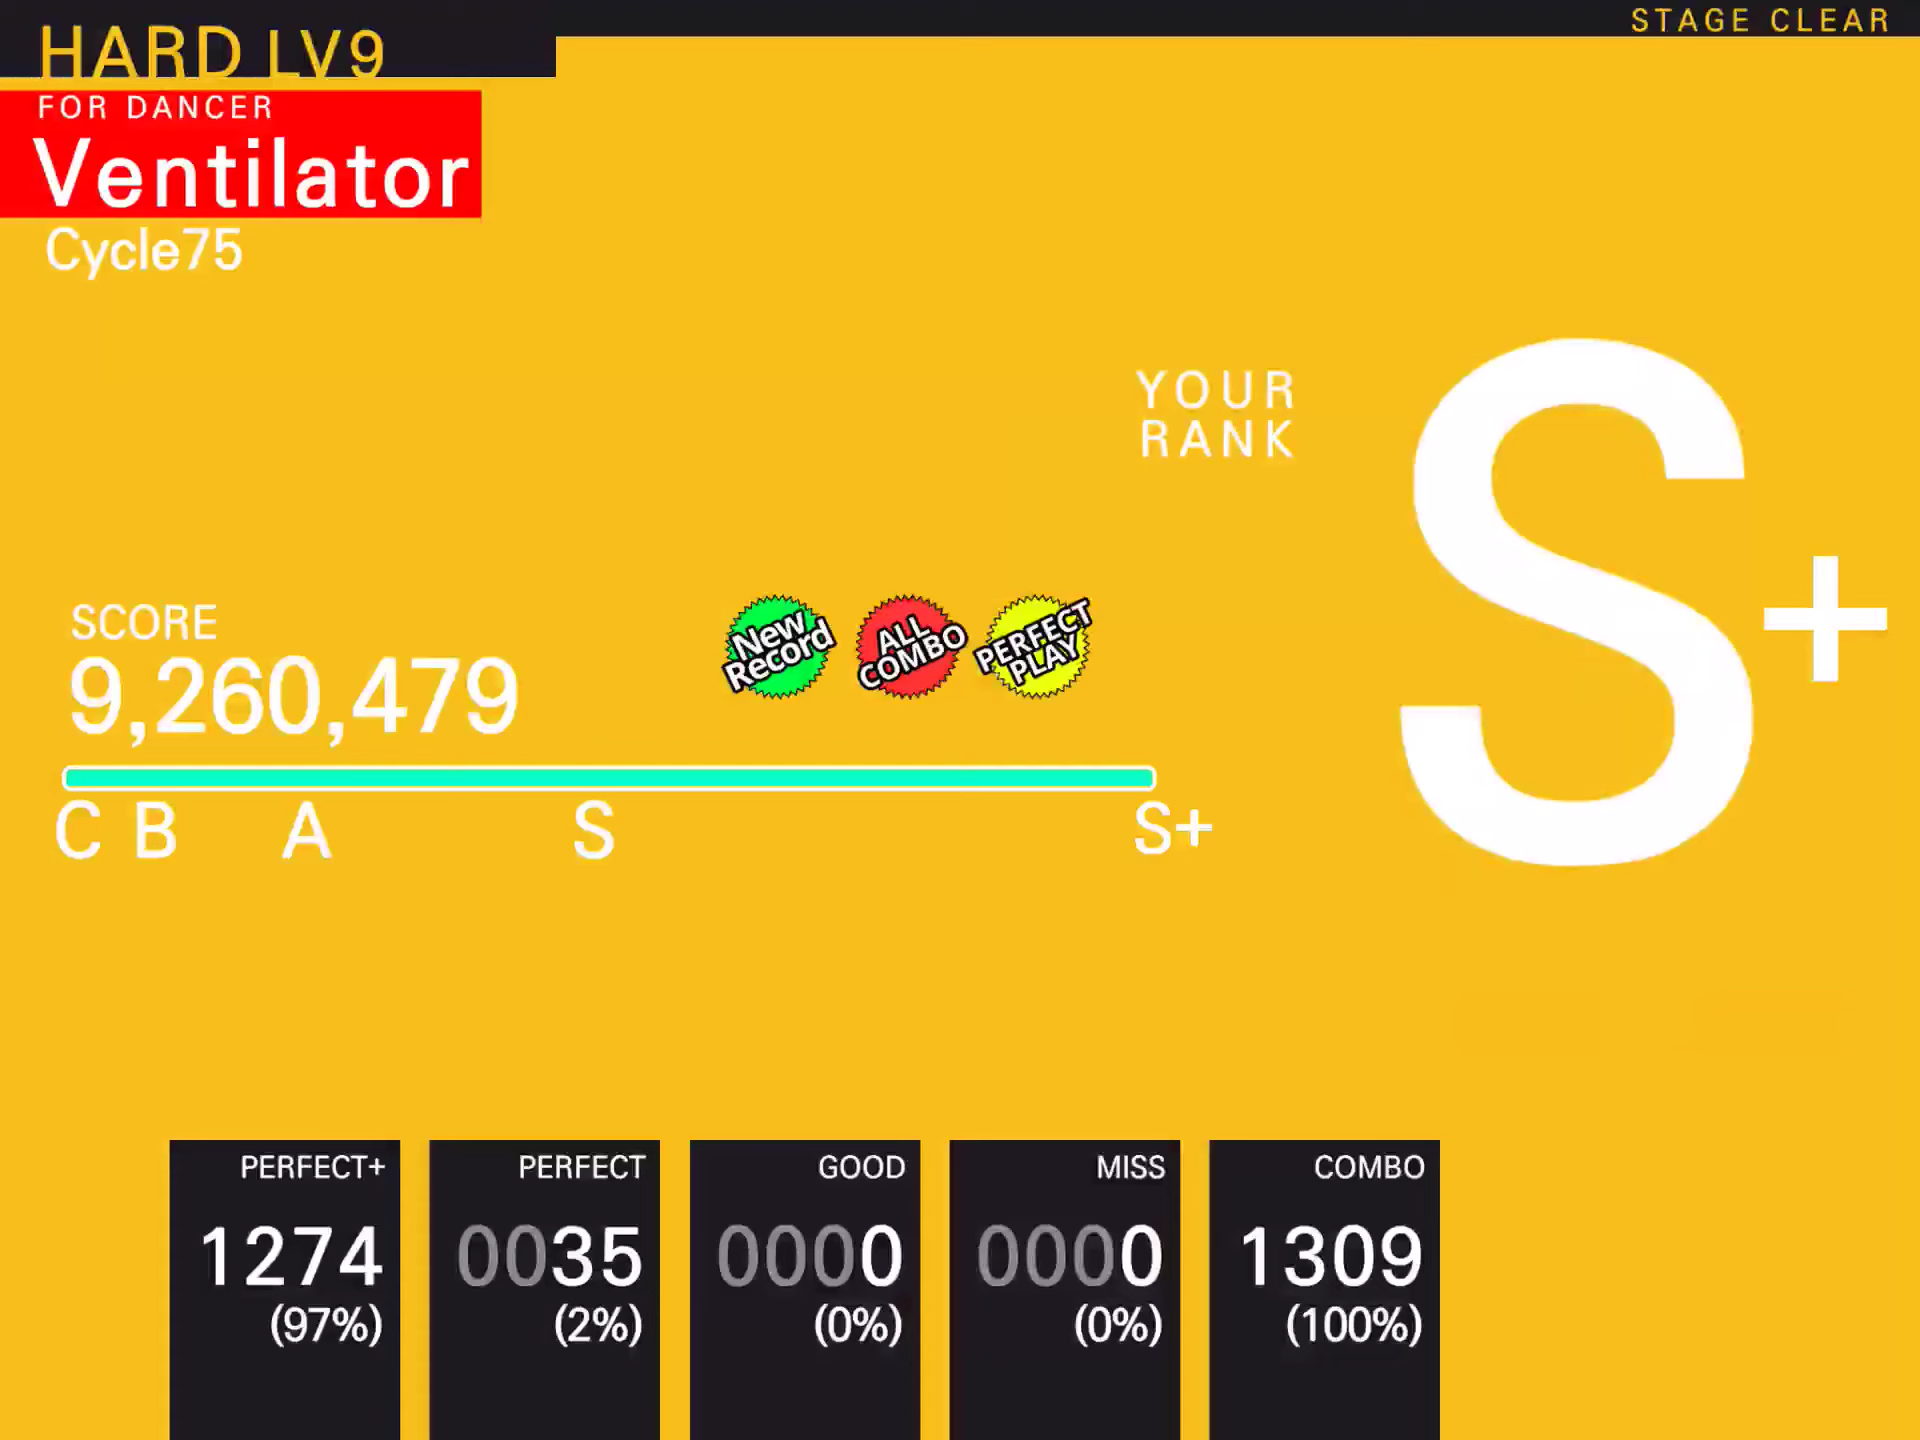 STAGE CLEAR
HARD LV9
FOR DANCER
Ventilator
Cycle75
YOUR
RANK
S+
SCORE
9,260,479
New
Record
ALL
COMBO
PERFECT
PLAY
C B A S S+
PERFECT+ PERFECT GOOD MISS COMBO
1274 0035 0000 0000 1309
(97%) (2%) (0%) (0%) (100%)